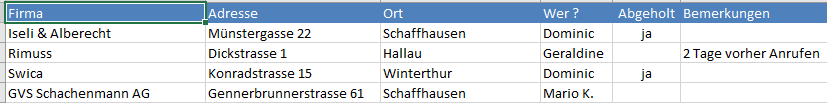 Firma Adresse Ort Wer ? Abgeholt Bemerkungen
Iseli & Alberecht Münstergasse 22 Schaffhausen Dominic ja
Rimuss Dickstrasse 1 Hallau Geraldine 2 Tage vorher Anrufen
Swica Konradstrasse 15 Winterthur Dominic ja
GVS Schachenmann AG Gennerbrunnerstrasse 61 Schaffhausen Mario K.